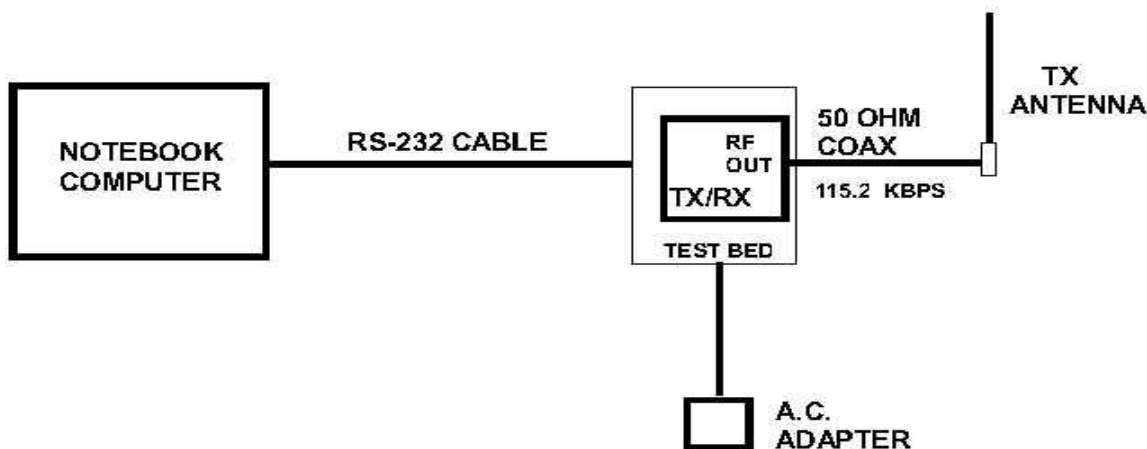 NOTEBOOK
COMPUTER
RS-232 CABLE
RF
OUT
TX/RX
TEST BED
50 OHM
COAX
115.2 KBPS
TX
ANTENNA
A.C.
ADAPTER